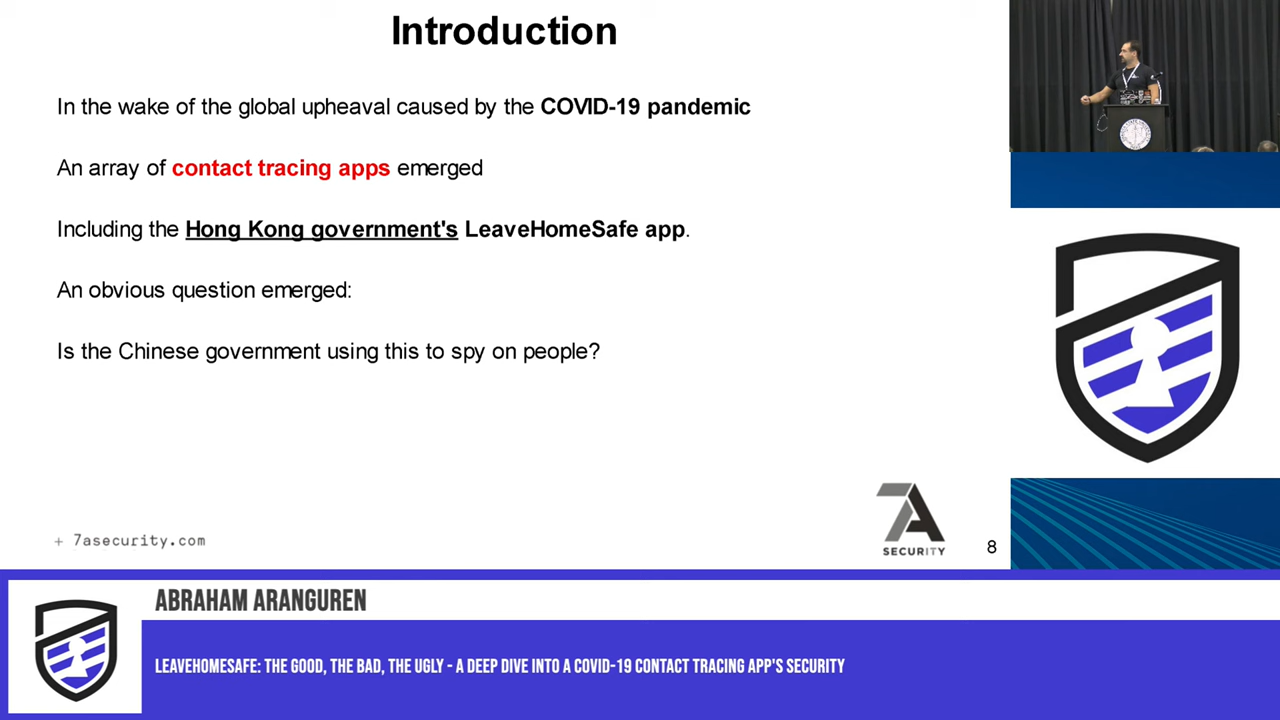 Introduction
In the wake of the global upheaval caused by the COVID-19 pandemic
An array of contact tracing apps emerged
Including the Hong Kong government's LeaveHomeSafe app.
An obvious question emerged:
Is the Chinese government using this to spy on people?
+ 7asecurity.com
7A
SECURITY
8
ABRAHAM ARANGUREN
LEAVEHOMESAFE: THE GOOD, THE BAD, THE UGLY - A DEEP DIVE INTO A COVID-19 CONTACT TRACING APP'S SECURITY